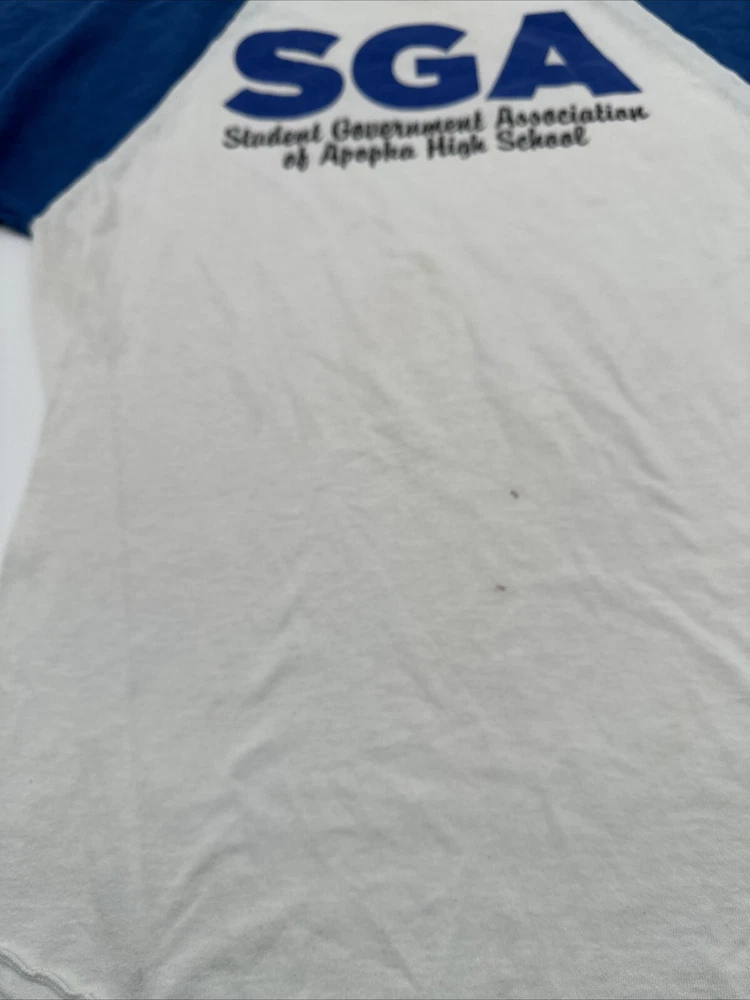 SGA
Student Government Association
of Apopka High School